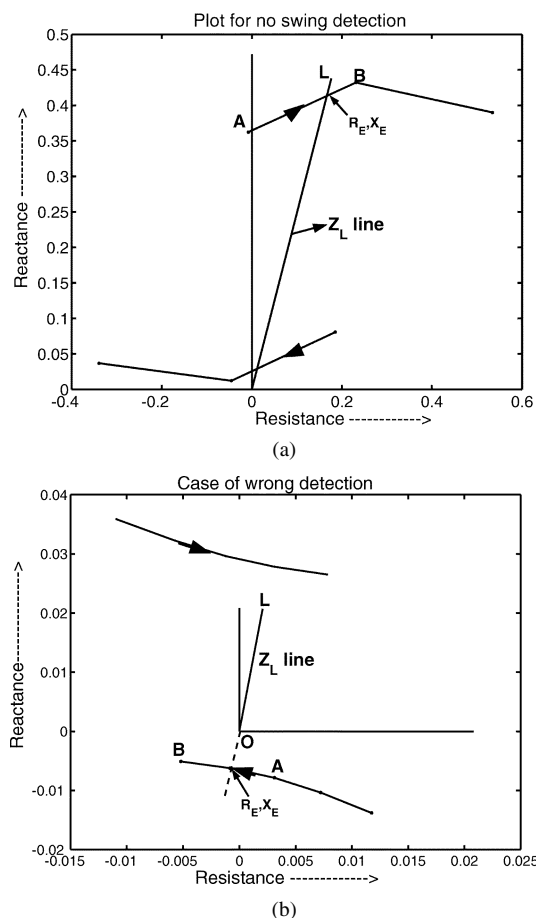 Plot for no swing detection
0.5
0.45
0.4
0.35
0.3
0.25
0.2
0.15
0.1
0.05
0
Reactance ---------------->
A
L
B
R_E,X_E
Z_L line
-0.4
-0.2
0
0.2
0.4
0.6
Resistance ------------->
(a)
Case of wrong detection
0.04
0.03
0.02
0.01
0
-0.01
-0.02
Reactance---------------->
L
Z_L line
O
B
A
R_E,X_E
-0.015
-0.01
-0.005
0
0.005
0.01
0.015
0.02
0.025
Resistance -------------->
(b)